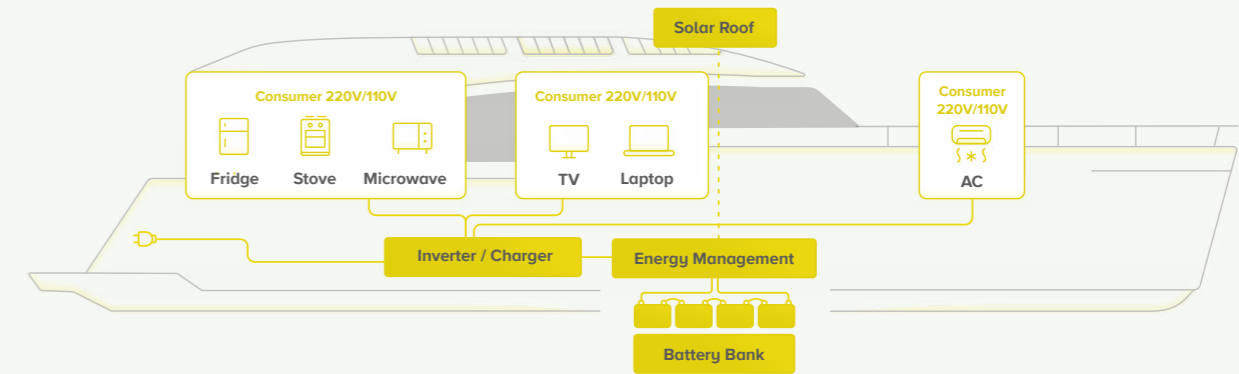 Solar Roof
Consumer 220V/110V
Fridge
Stove
Microwave
Consumer 220V/110V
TV
Laptop
Consumer
220V/110V
AC
Inverter / Charger
Energy Management
Battery Bank